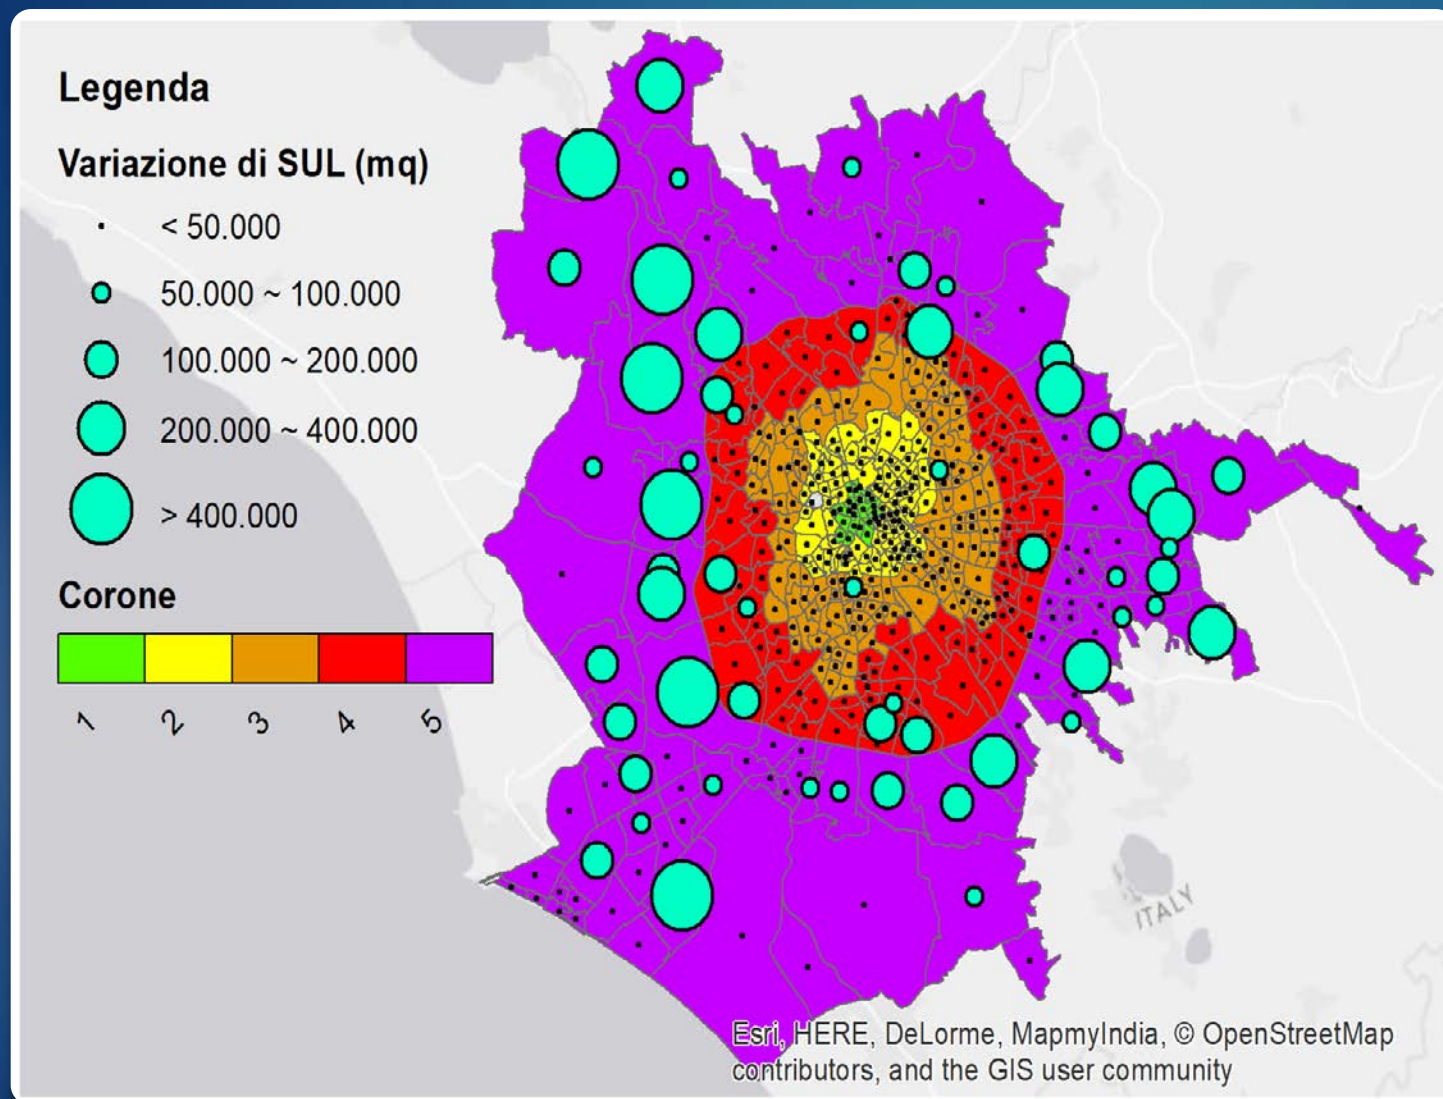 Legenda
Variazione di SUL (mq)
< 50.000
50.000 ~ 100.000
100.000 ~ 200.000
200.000 ~ 400.000
> 400.000
Corone
1 2 3 4 5
ITALY
Esri, HERE, DeLorme, MapmyIndia, © OpenStreetMap
contributors, and the GIS user community